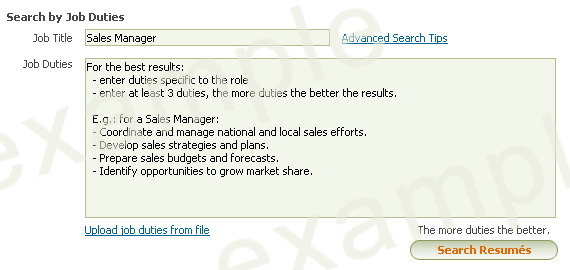 Search by Job Duties
Job Title Sales Manager Advanced Search Tips
Job Duties
For the best results:
- enter duties specific to the role
- enter at least 3 duties, the more duties the better the results.
E.g.: for a Sales Manager:
- Coordinate and manage national and local sales efforts.
- Develop sales strategies and plans.
- Prepare sales budgets and forecasts.
- Identify opportunities to grow market share.
Upload job duties from file The more duties the better.
Search Resumés
example
example
example